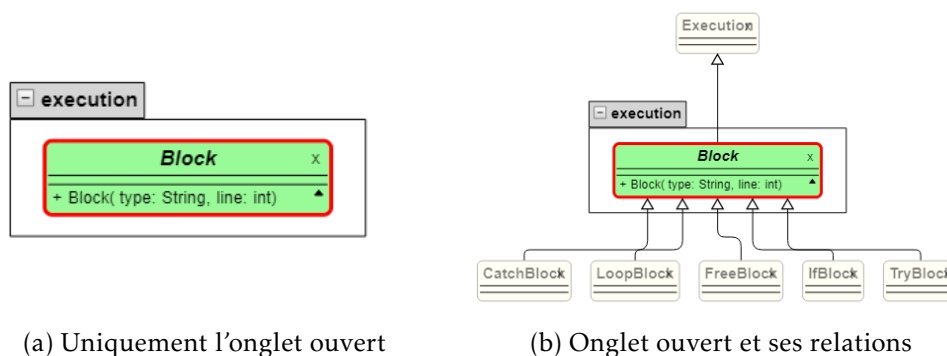 execution
Block x
+ Block( type: String, line: int)
(a) Uniquement l'onglet ouvert
Execution x
execution
Block x
+ Block( type: String, line: int)
CatchBlock x
LoopBlock x
FreeBlock x
IfBlock x
TryBlock x
(b) Onglet ouvert et ses relations